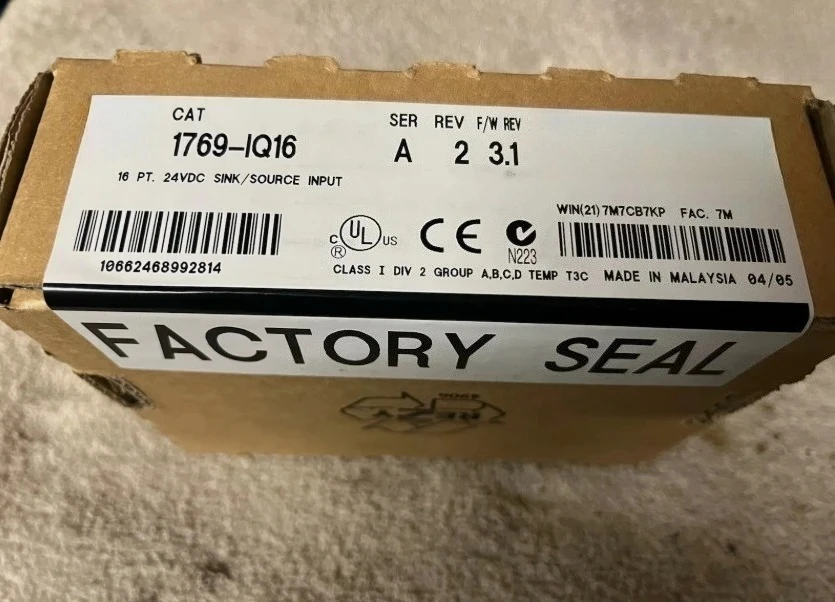 CAT SER REV F/W REV
1769-IQ16 A 2 3.1
16 PT. 24VDC SINK/SOURCE INPUT
WIN(21)7M7CB7KP FAC. 7M
C UL US ® CE N223
10662468992814
CLASS I DIV 2 GROUP A,B,C,D TEMP T3C MADE IN MALAYSIA 04/05
FACTORY SEAL